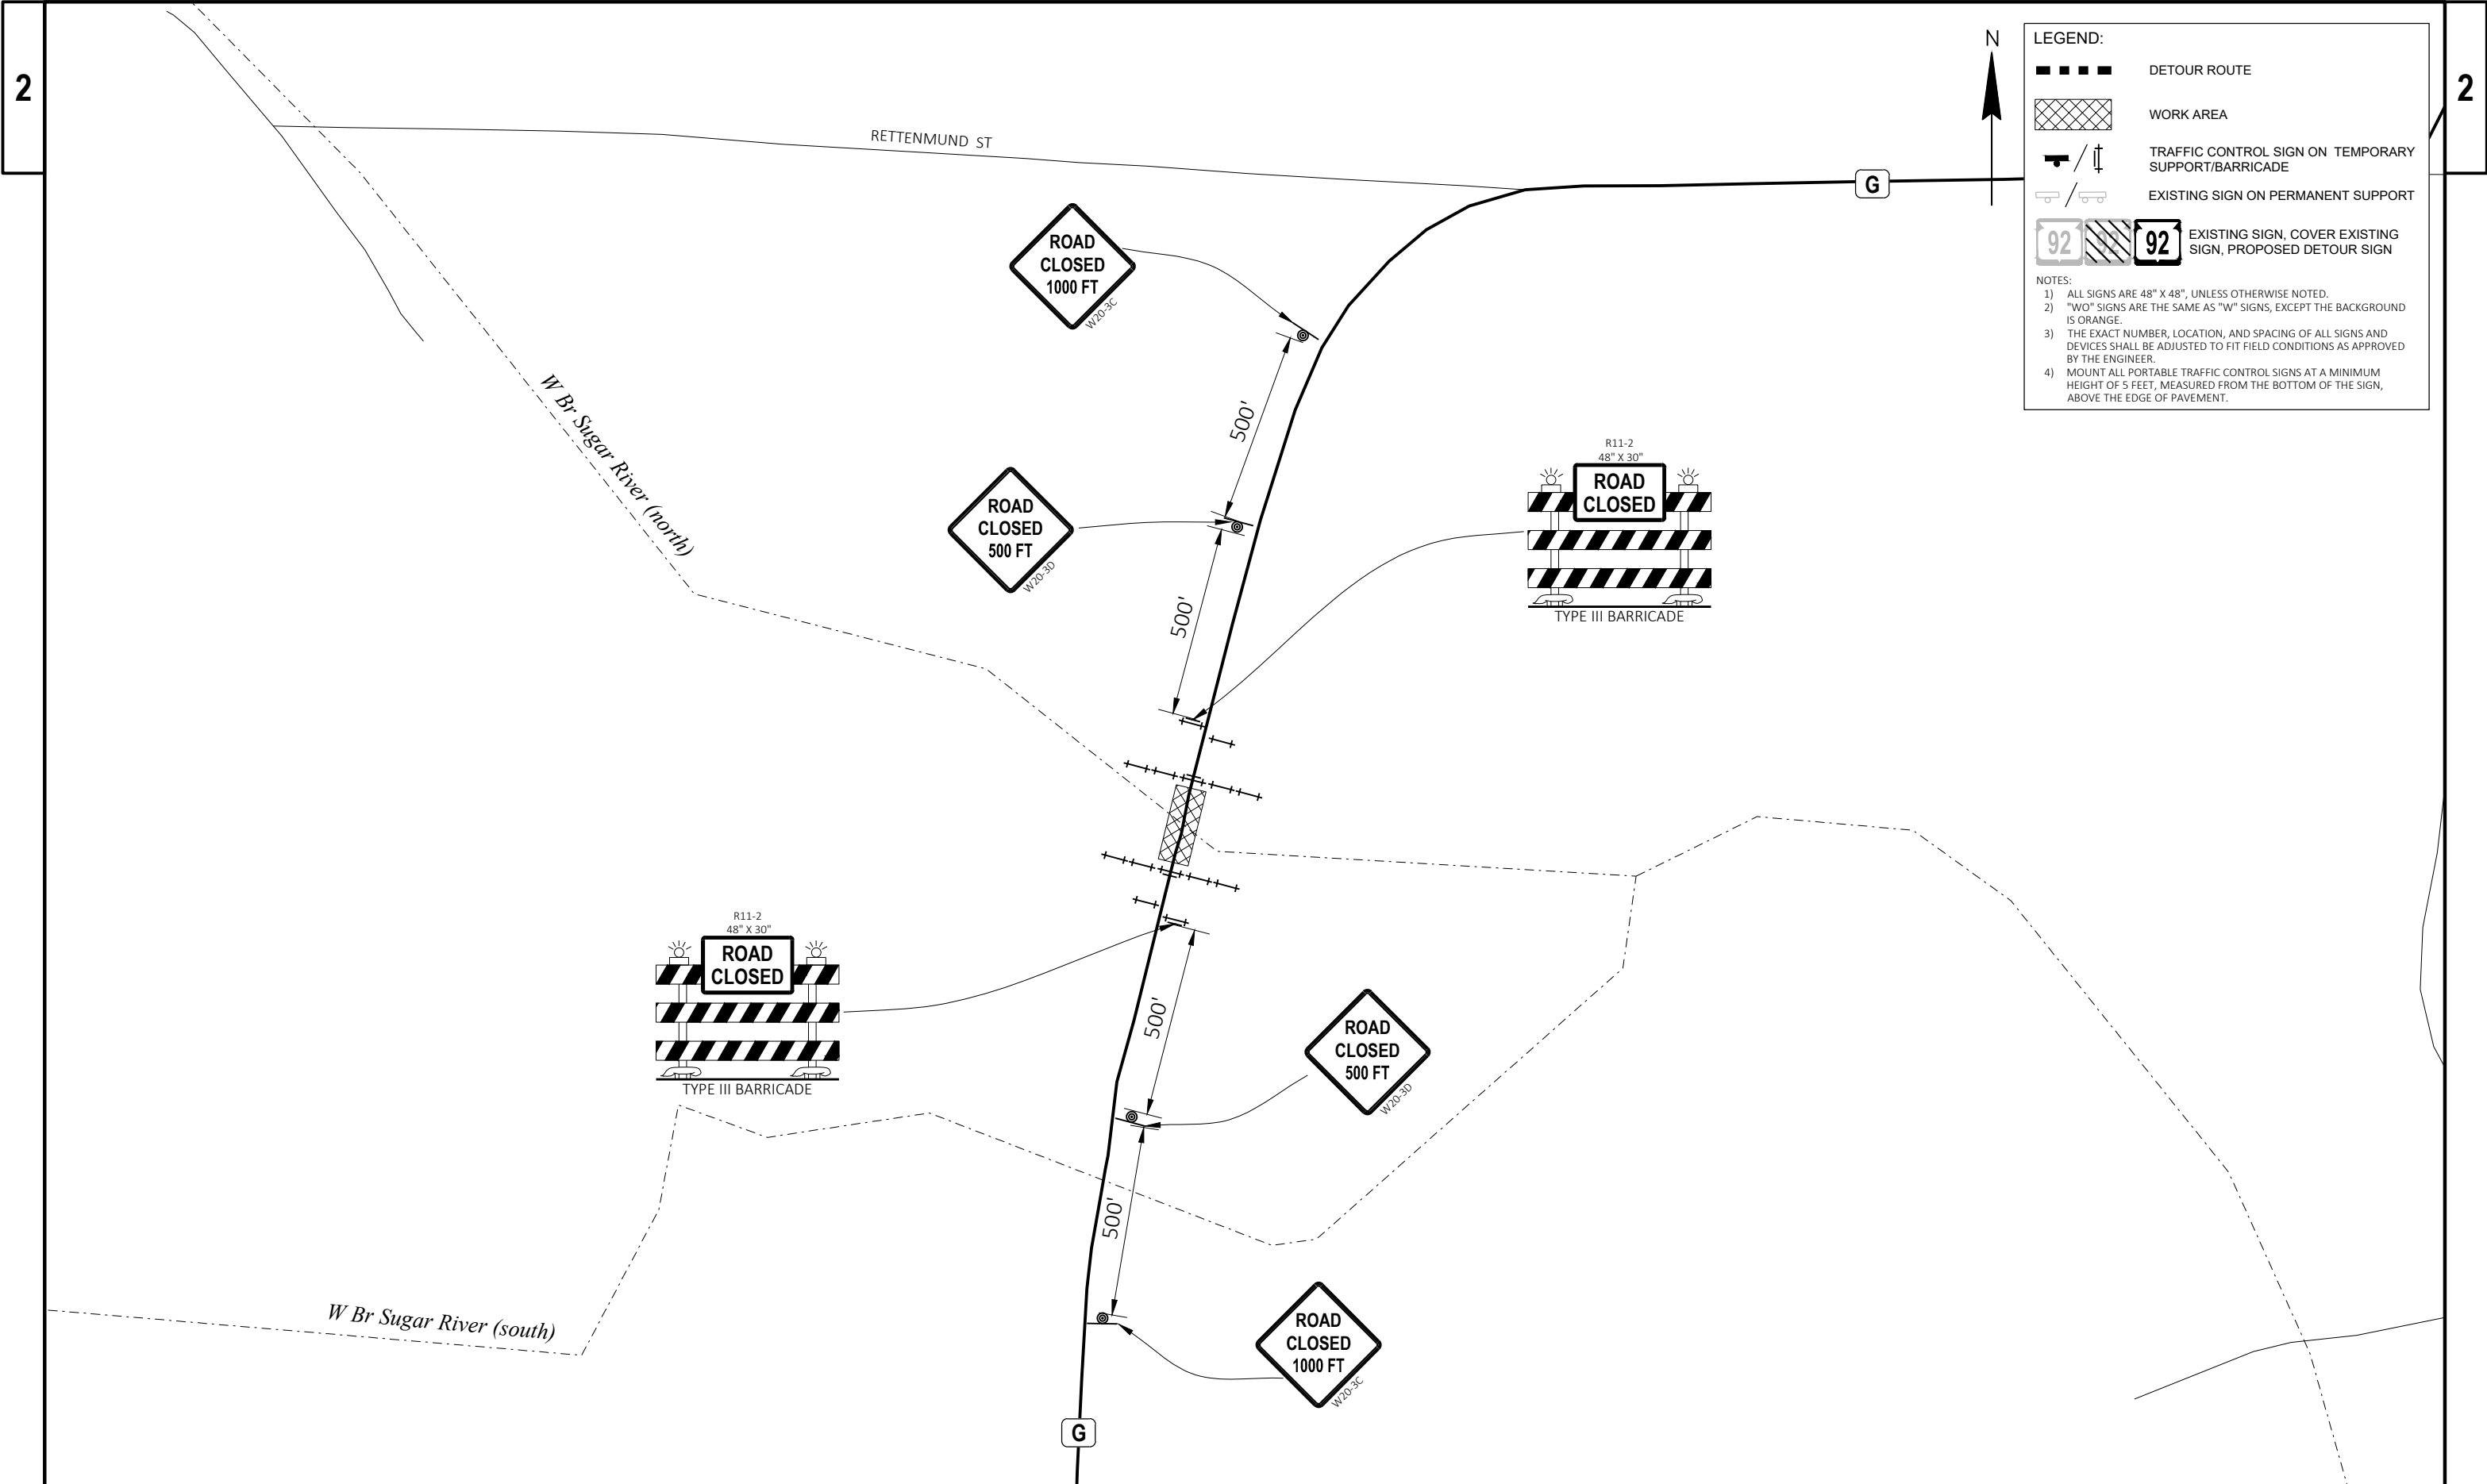 2
2
N
LEGEND:
DETOUR ROUTE
WORK AREA
TRAFFIC CONTROL SIGN ON TEMPORARY
SUPPORT/BARRICADE
EXISTING SIGN ON PERMANENT SUPPORT
92 92 92
EXISTING SIGN, COVER EXISTING
SIGN, PROPOSED DETOUR SIGN
NOTES:
1) ALL SIGNS ARE 48" X 48", UNLESS OTHERWISE NOTED.
2) "WO" SIGNS ARE THE SAME AS "W" SIGNS, EXCEPT THE BACKGROUND
IS ORANGE.
3) THE EXACT NUMBER, LOCATION, AND SPACING OF ALL SIGNS AND
DEVICES SHALL BE ADJUSTED TO FIT FIELD CONDITIONS AS APPROVED
BY THE ENGINEER.
4) MOUNT ALL PORTABLE TRAFFIC CONTROL SIGNS AT A MINIMUM
HEIGHT OF 5 FEET, MEASURED FROM THE BOTTOM OF THE SIGN,
ABOVE THE EDGE OF PAVEMENT.
RETTENMUND ST
G
ROAD
CLOSED
1000 FT
W20-3C
500'
W Br Sugar River (north)
ROAD
CLOSED
500 FT
W20-3D
500'
R11-2
48" X 30"
ROAD
CLOSED
TYPE III BARRICADE
R11-2
48" X 30"
ROAD
CLOSED
TYPE III BARRICADE
500'
ROAD
CLOSED
500 FT
W20-3D
500'
W Br Sugar River (south)
ROAD
CLOSED
1000 FT
W20-3C
G